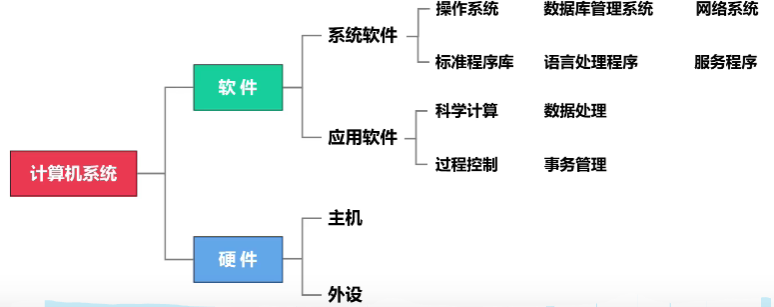 操作系统 数据库管理系统 网络系统
系统软件
标准程序库 语言处理程序 服务程序
软件
科学计算 数据处理
应用软件
过程控制 事务管理
计算机系统
主机
硬件
外设